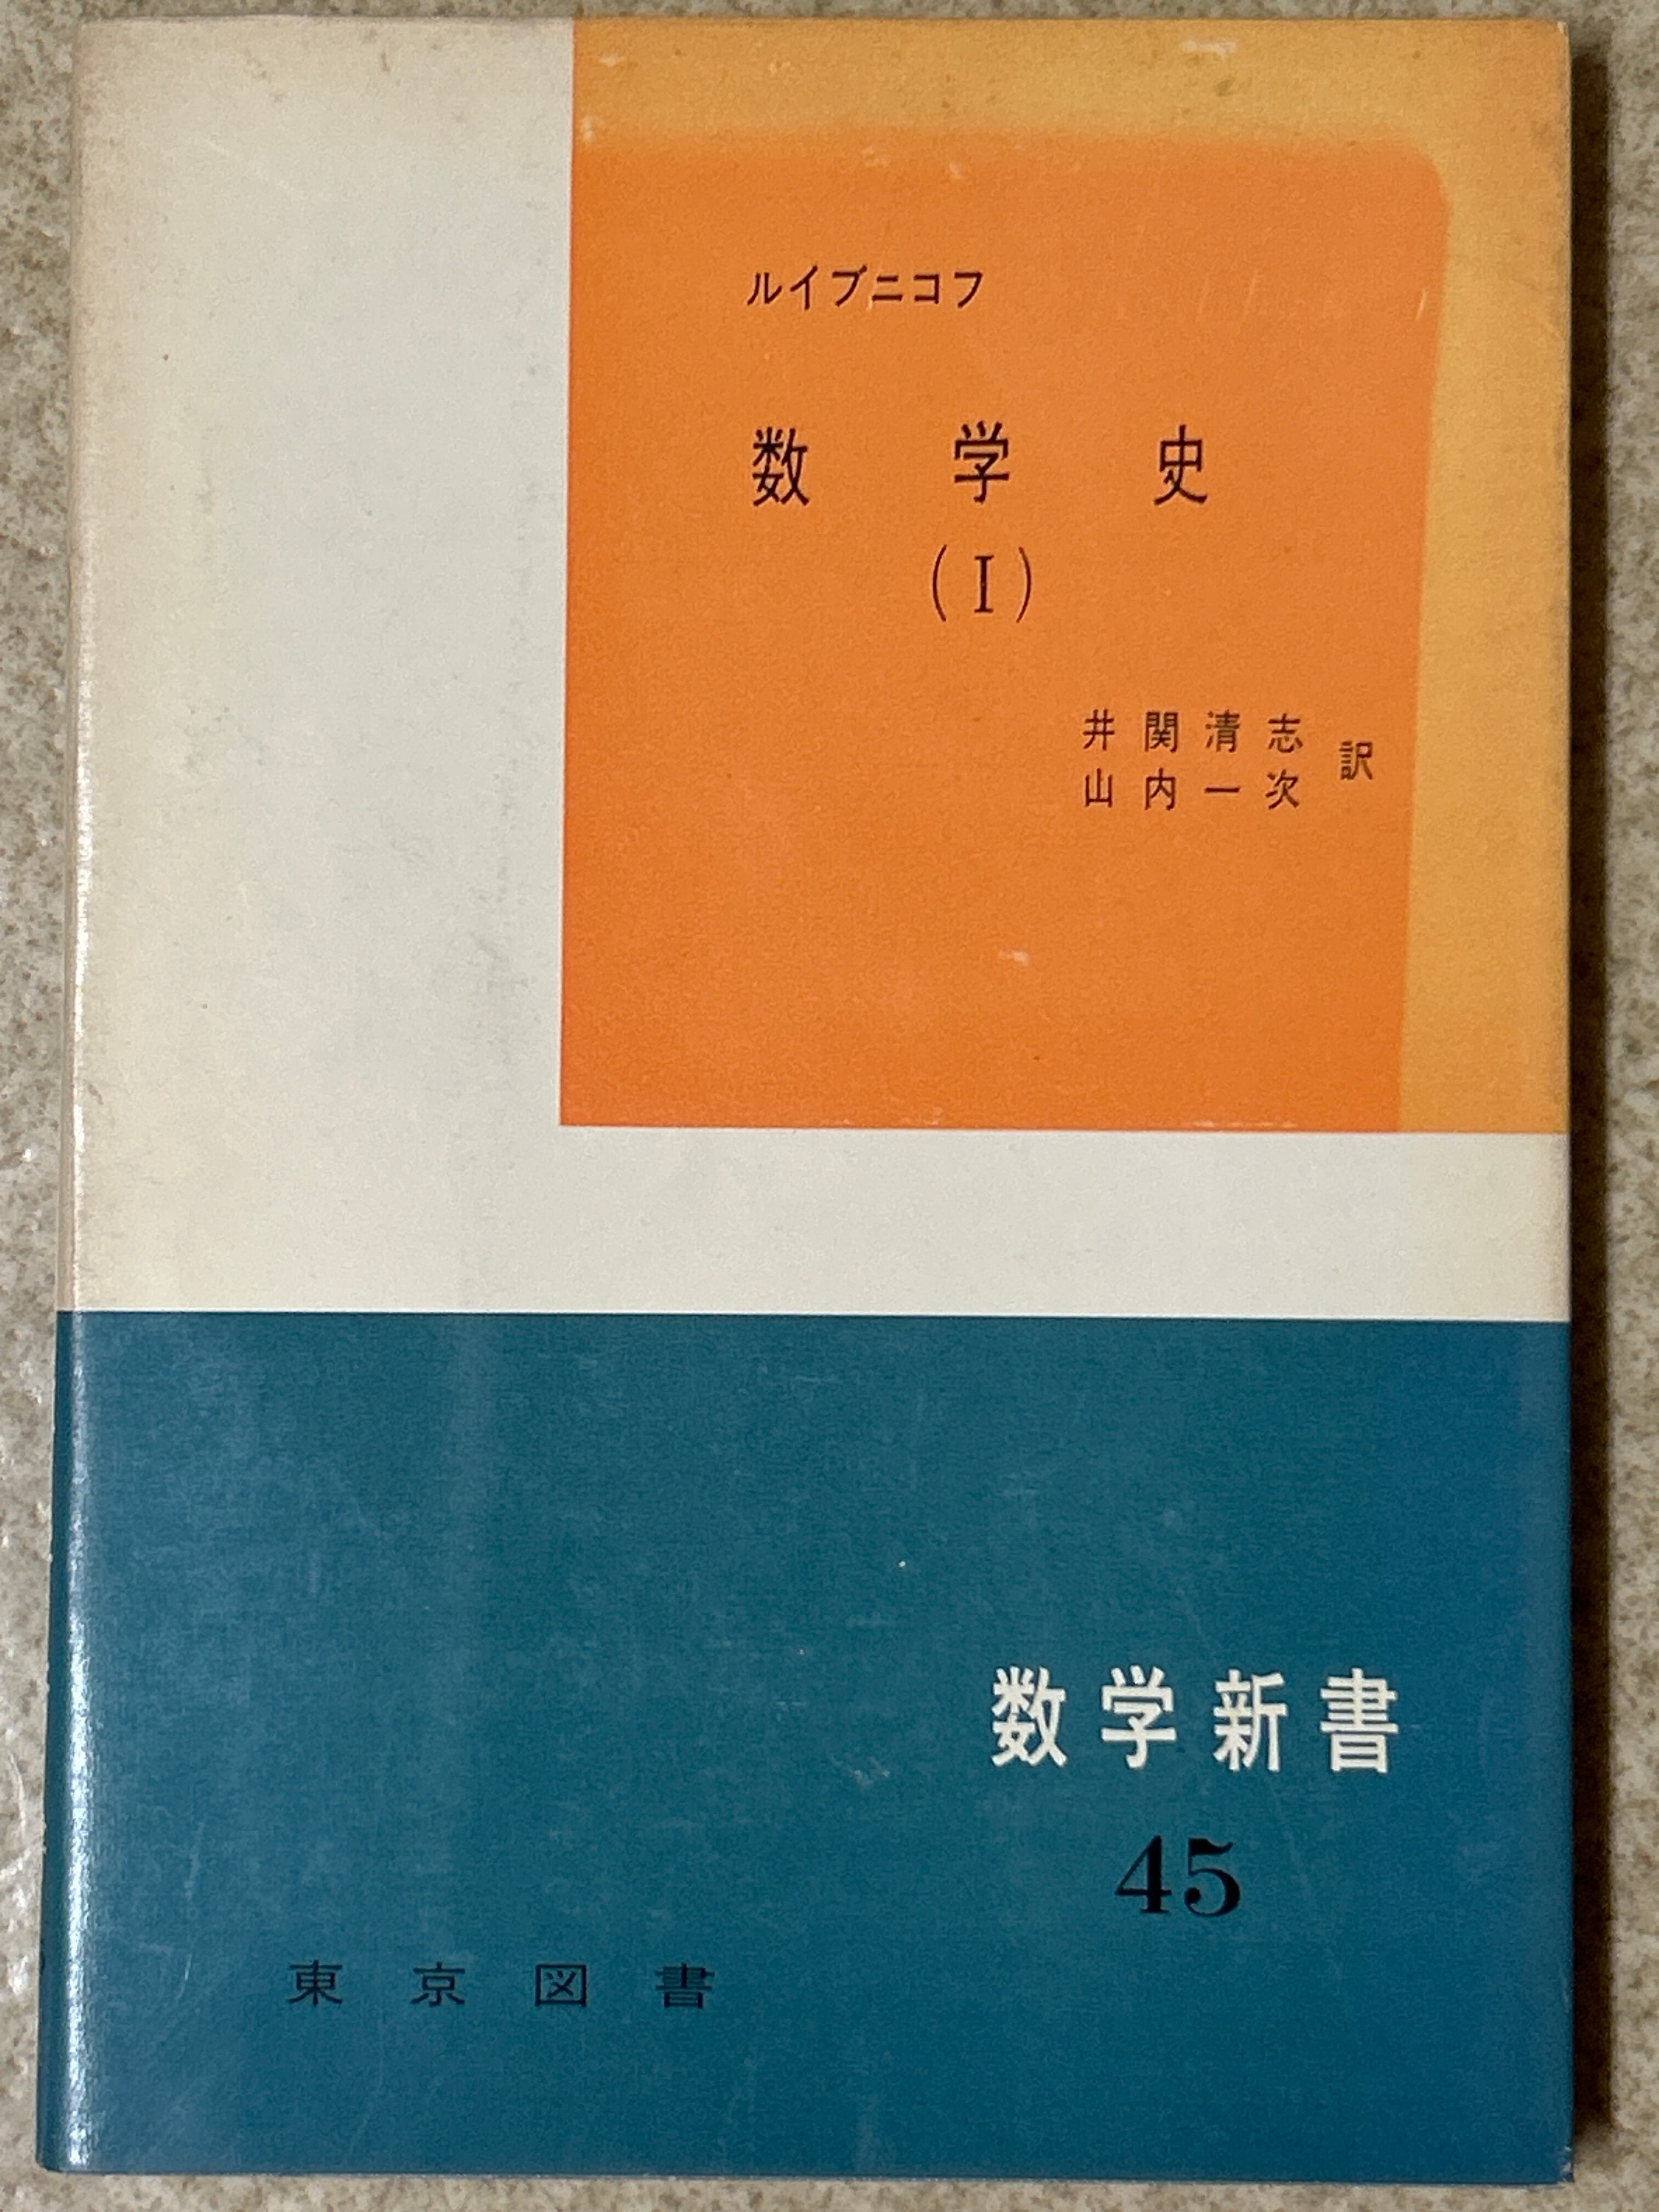 ルイブニコフ
数学史
(I)
井関清志
山内一次
訳
数学新書
45
東京図書